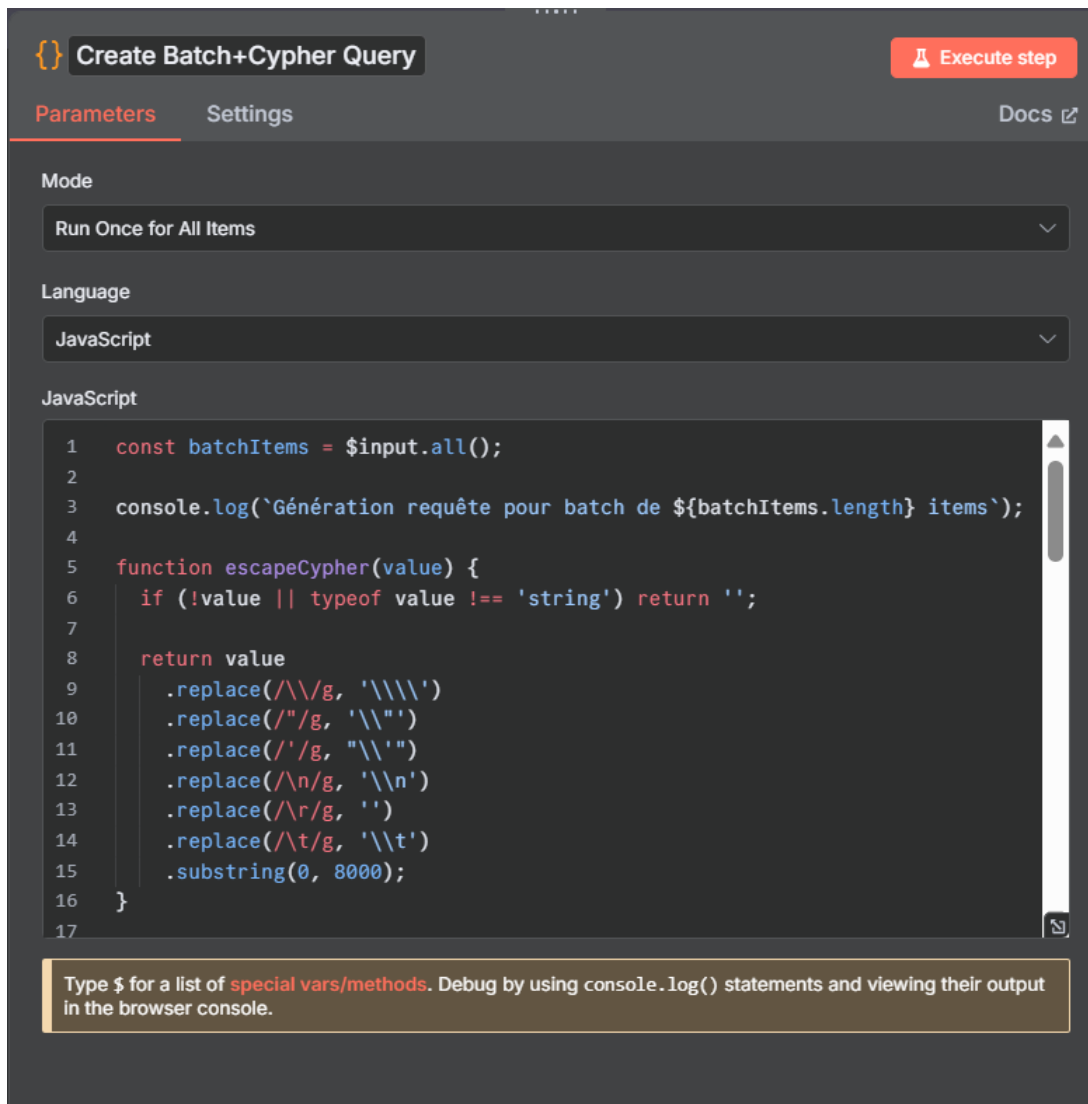 {} Create Batch+Cypher Query
Execute step
Parameters Settings Docs
Mode
Run Once for All Items
Language
JavaScript
JavaScript
1 const batchItems = $input.all();
2
3 console.log(`Génération requête pour batch de ${batchItems.length} items`);
4
5 function escapeCypher(value) {
6 if (!value || typeof value !== 'string') return '';
7
8 return value
9 .replace(/\\/g, '\\\\')
10 .replace(/"/g, '\\"')
11 .replace(/'/g, "\\'")
12 .replace(/\n/g, '\\n')
13 .replace(/\r/g, '')
14 .replace(/\t/g, '\\t')
15 .substring(0, 8000);
16 }
17
Type $ for a list of special vars/methods. Debug by using console.log() statements and viewing their output
in the browser console.